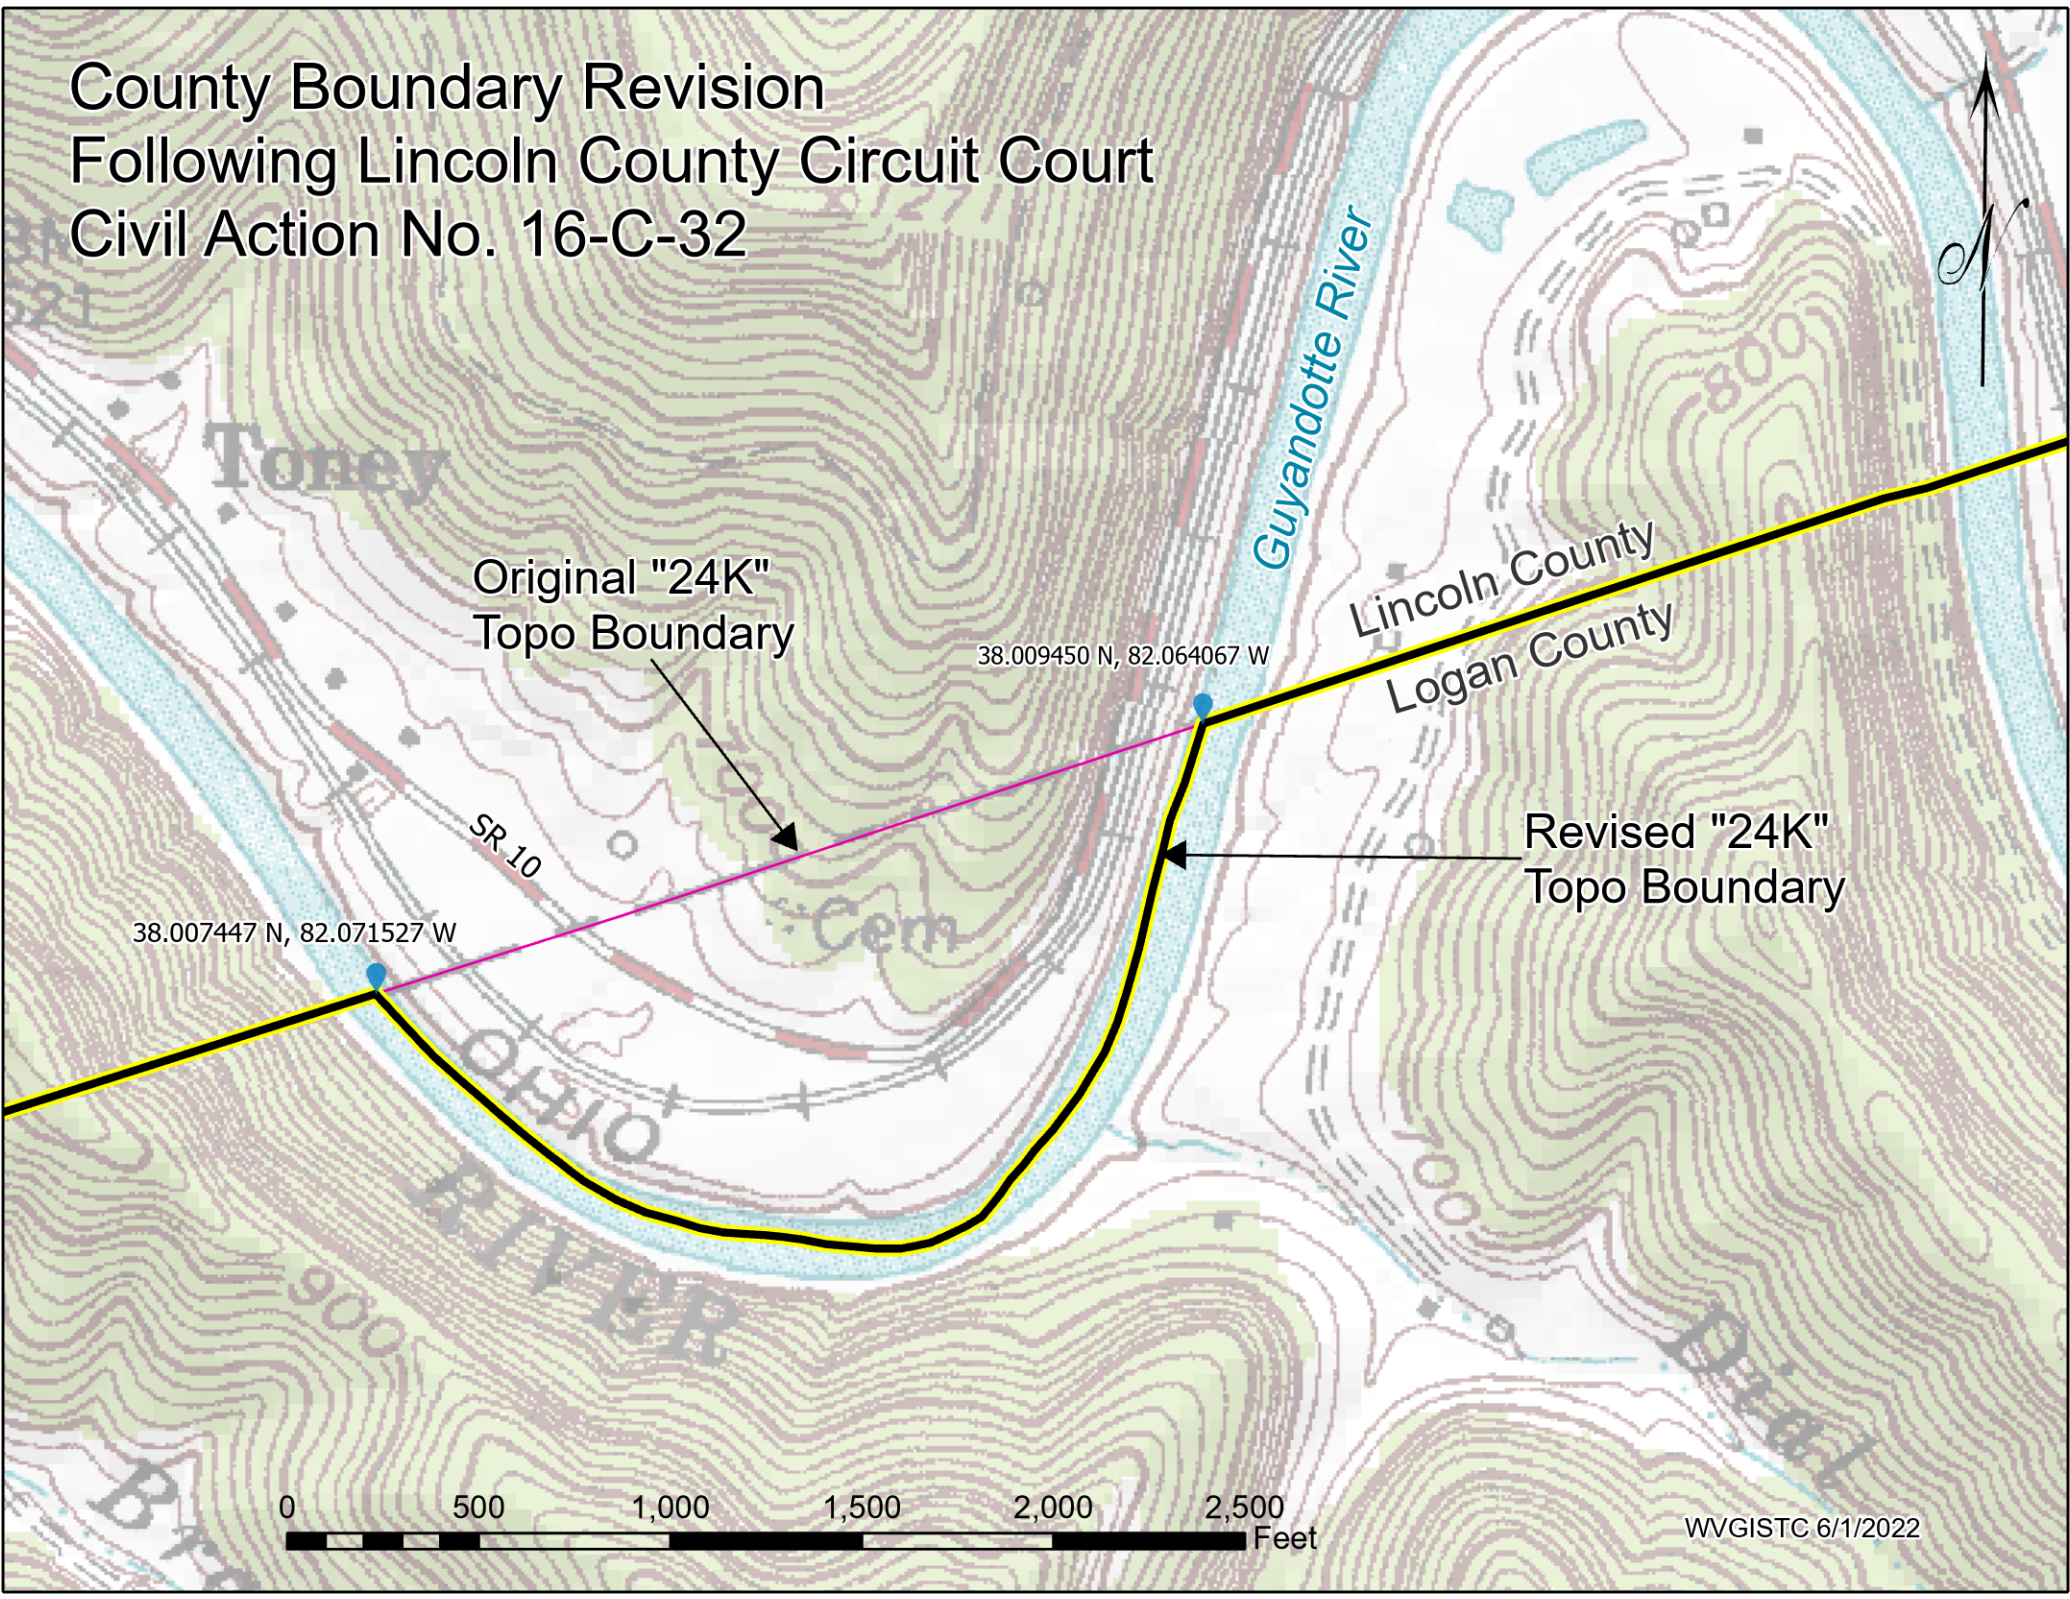 County Boundary Revision
Following Lincoln County Circuit Court
Civil Action No. 16-C-32
BM
521
Toney
Guyandotte River
800
Original "24K"
Topo Boundary
38.009450 N, 82.064067 W
Lincoln County
Logan County
SR 10
Revised "24K"
Topo Boundary
Cem
38.007447 N, 82.071527 W
OHIO
RIVER
700
900
Dial
0 500 1,000 1,500 2,000 2,500
Feet
WVGISTC 6/1/2022